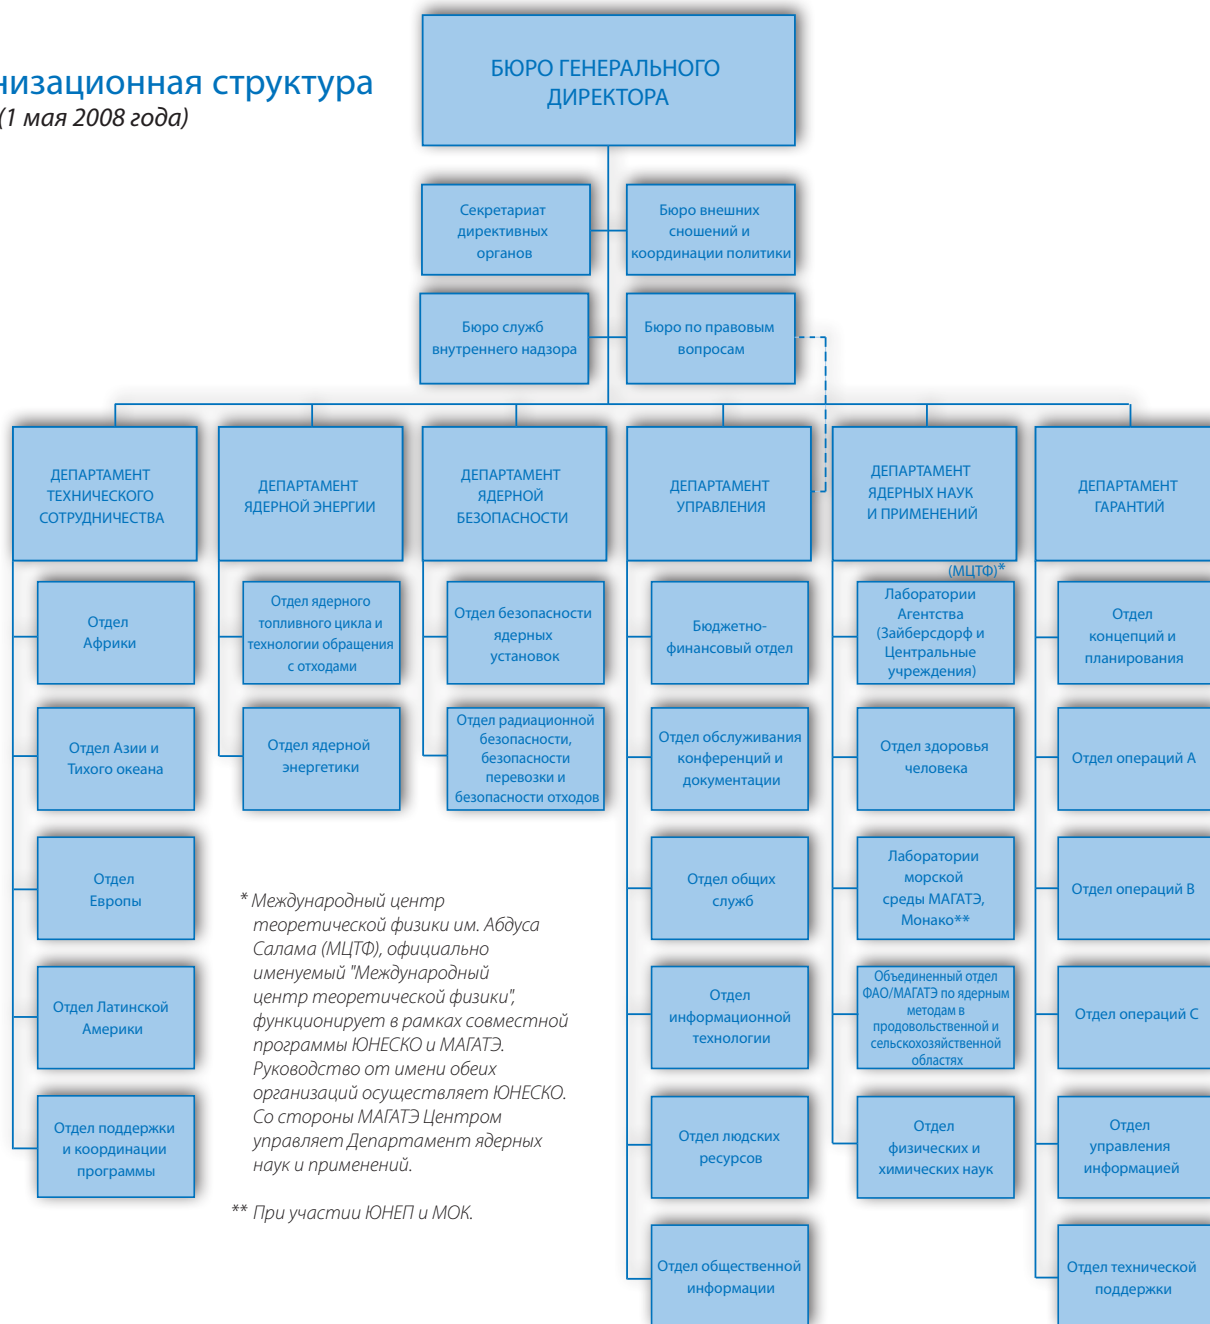 низационная структура
(1 мая 2008 года)
БЮРО ГЕНЕРАЛЬНОГО
ДИРЕКТОРА
Секретариат
директивных
органов
Бюро внешних
сношений и
координации политики
Бюро служб
внутреннего надзора
Бюро по правовым
вопросам
ДЕПАРТАМЕНТ
ТЕХНИЧЕСКОГО
СОТРУДНИЧЕСТВА
ДЕПАРТАМЕНТ
ЯДЕРНОЙ ЭНЕРГИИ
ДЕПАРТАМЕНТ
ЯДЕРНОЙ
БЕЗОПАСНОСТИ
ДЕПАРТАМЕНТ
УПРАВЛЕНИЯ
ДЕПАРТАМЕНТ
ЯДЕРНЫХ НАУК
И ПРИМЕНЕНИЙ
ДЕПАРТАМЕНТ
ГАРАНТИЙ
Отдел
Африки
Отдел Азии и
Тихого океана
Отдел
Европы
Отдел Латинской
Америки
Отдел поддержки
и координации
программы
Отдел ядерного
топливного цикла и
технологии обращения
с отходами
Отдел ядерной
энергетики
Отдел безопасности
ядерных
установок
Отдел радиационной
безопасности,
безопасности
перевозки и
безопасности отходов
Бюджетно-
финансовый отдел
Отдел обслуживания
конференций и
документации
Отдел общих
служб
Отдел
информационной
технологии
Отдел людских
ресурсов
Отдел общественной
информации
(МЦТФ)*
Лаборатории
Агентства
(Зайберсдорф и
Центральные
учреждения)
Отдел здоровья
человека
Лаборатории
морской
среды МАГАТЭ,
Монако**
Объединенный отдел
ФАО/МАГАТЭ по ядерным
методам в
продовольственной и
сельскохозяйственной
областях
Отдел
физических и
химических наук
Отдел
концепций и
планирования
Отдел операций А
Отдел операций В
Отдел операций С
Отдел
управления
информацией
Отдел технической
поддержки
* Международный центр
теоретической физики им. Абдуса
Салама (МЦТФ), официально
именуемый "Международный
центр теоретической физики",
функционирует в рамках совместной
программы ЮНЕСКО и МАГАТЭ.
Руководство от имени обеих
организаций осуществляет ЮНЕСКО.
Со стороны МАГАТЭ Центром
управляет Департамент ядерных
наук и применений.
** При участии ЮНЕП и МОК.